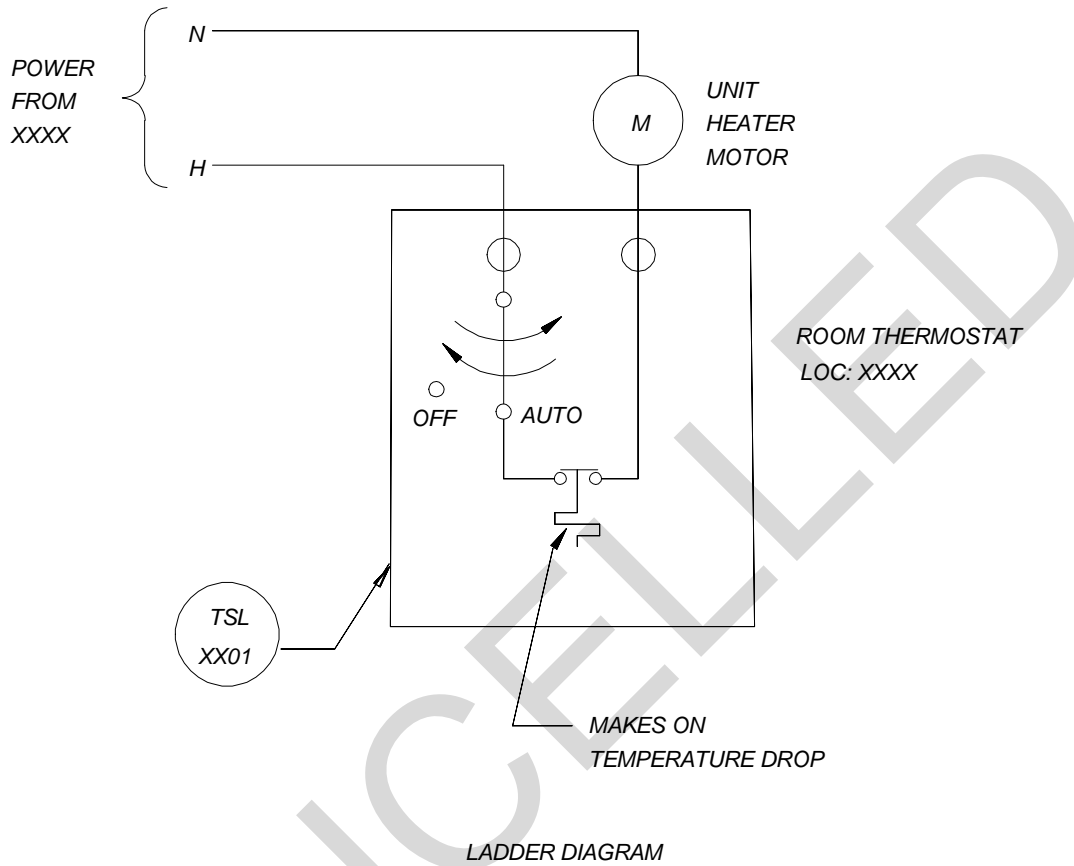 N
POWER
FROM
XXXX
H
M
UNIT
HEATER
MOTOR
ROOM THERMOSTAT
LOC: XXXX
OFF
AUTO
TSL
XX01
MAKES ON
TEMPERATURE DROP
LADDER DIAGRAM
NCELLED